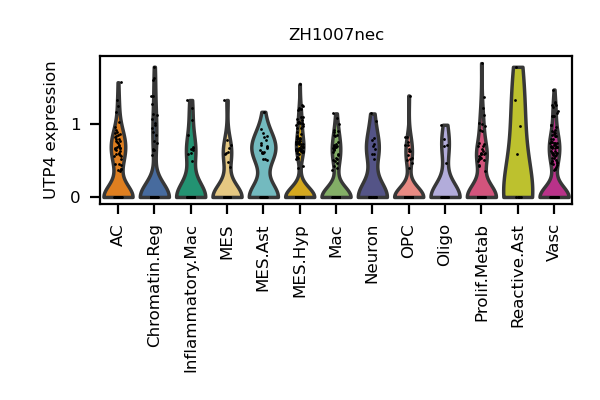 ZH1007nec
UTP4 expression
1
0
AC
Chromatin.Reg
Inflammatory.Mac
MES
MES.Ast
MES.Hyp
Mac
Neuron
OPC
Oligo
Prolif.Metab
Reactive.Ast
Vasc